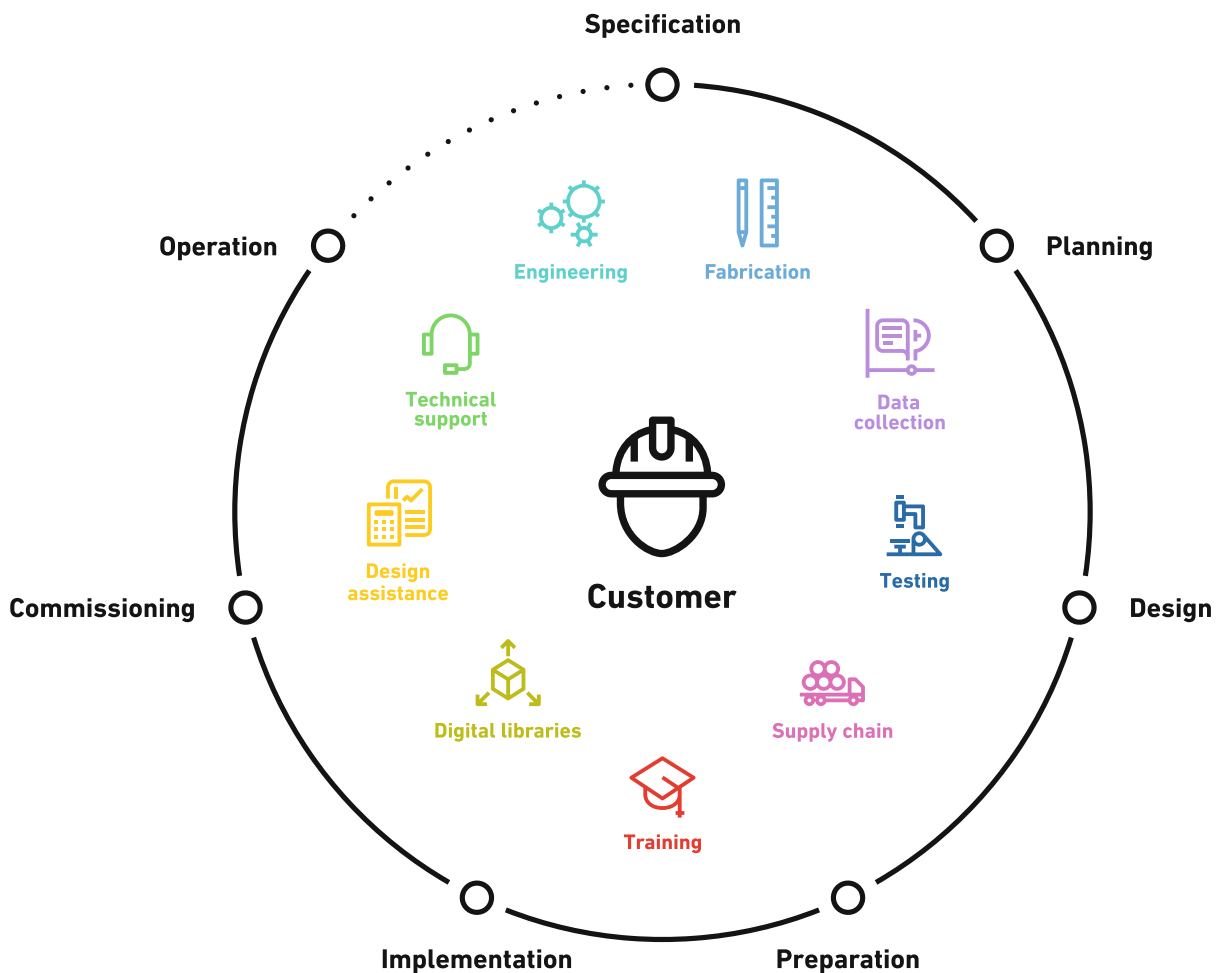 Specification
Operation
Planning
Engineering
Fabrication
Technical
support
Data
collection
Design
assistance
Customer
Testing
Commissioning
Design
Digital libraries
Supply chain
Training
Implementation
Preparation